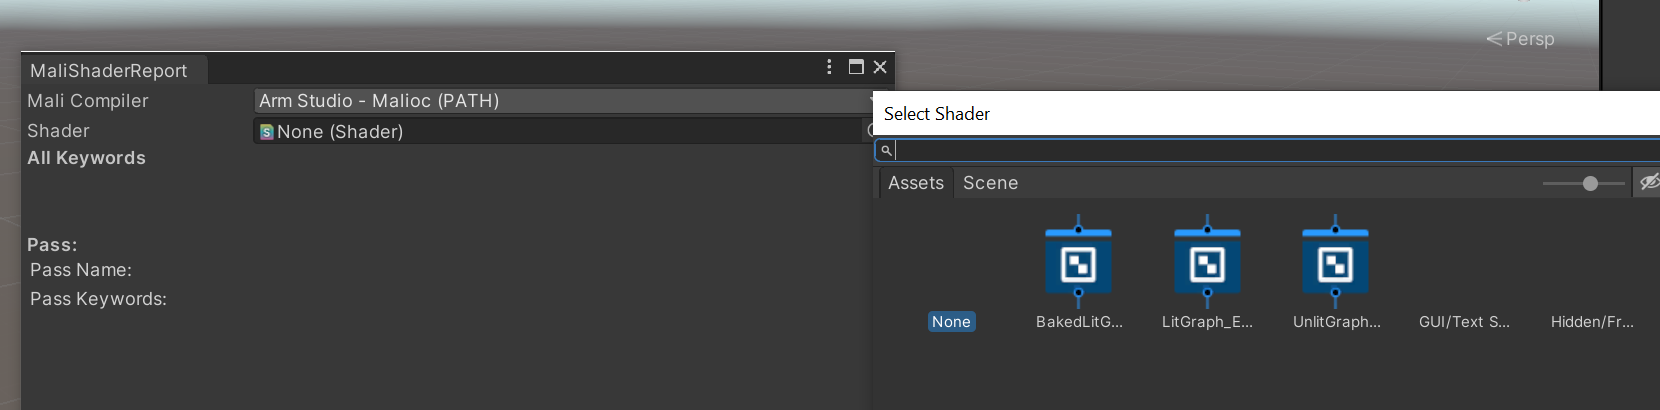 Persp
MaliShaderReport
Mali Compiler
Arm Studio - Malioc (PATH)
Shader
None (Shader)
All Keywords
Pass:
Pass Name:
Pass Keywords:
Select Shader
Assets
Scene
None
BakedLitG...
LitGraph_E...
UnlitGraph...
GUI/Text S...
Hidden/Fr...